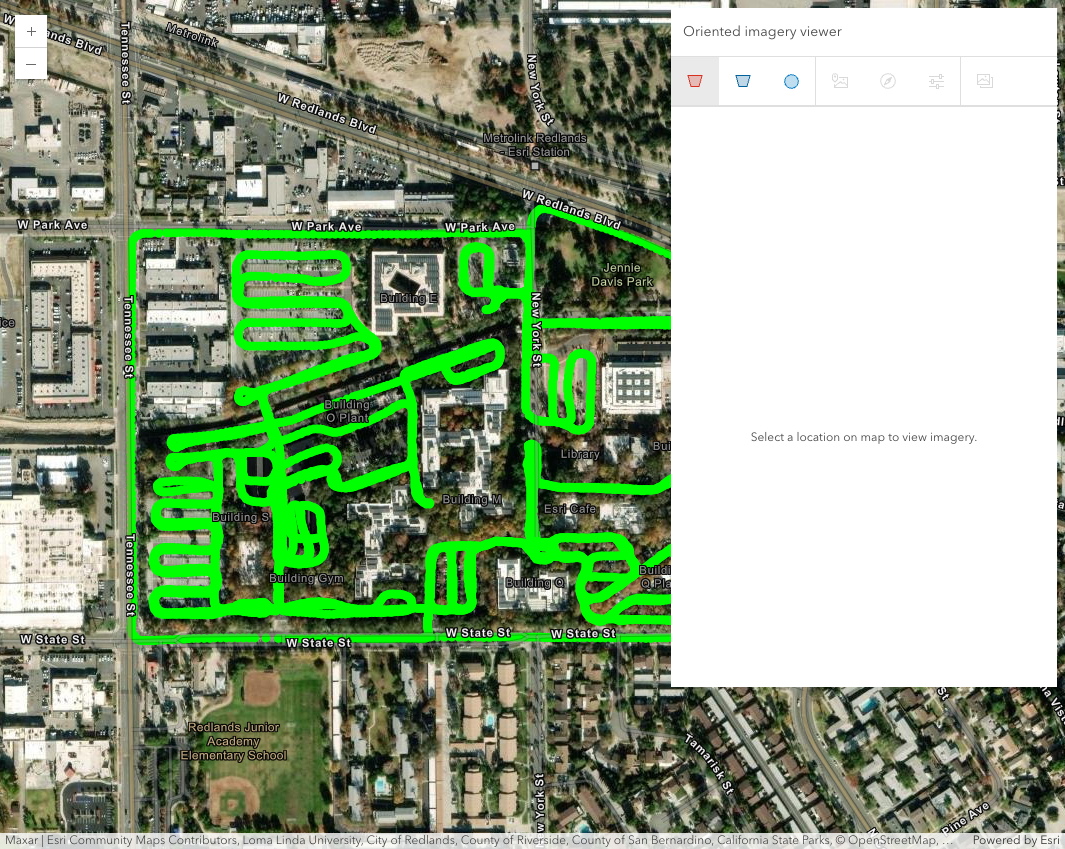 +
−
W Redlands Blvd
Tennessee St
Metrolink
W Redlands Blvd
New York St
Metrolink Redlands
- Esri Station
W Redlands Blvd
W Park Ave
W Park Ave
W Park Ave
Jennie
Davis Park
Building E
Tennessee St
New York St
Building
O Plant
Library
Building S
Building M
Esri Cafe
Tennessee St
Building Gym
Building Q
W State St
W State St
W State St
W State St
Redlands Junior
Academy
Elementary School
Tamarisk St
Pine Ave
Oriented imagery viewer
Select a location on map to view imagery.
Maxar | Esri Community Maps Contributors, Loma Linda University, City of Redlands, County of Riverside, County of San Bernardino, California State Parks, © OpenStreetMap, ...
Powered by Esri